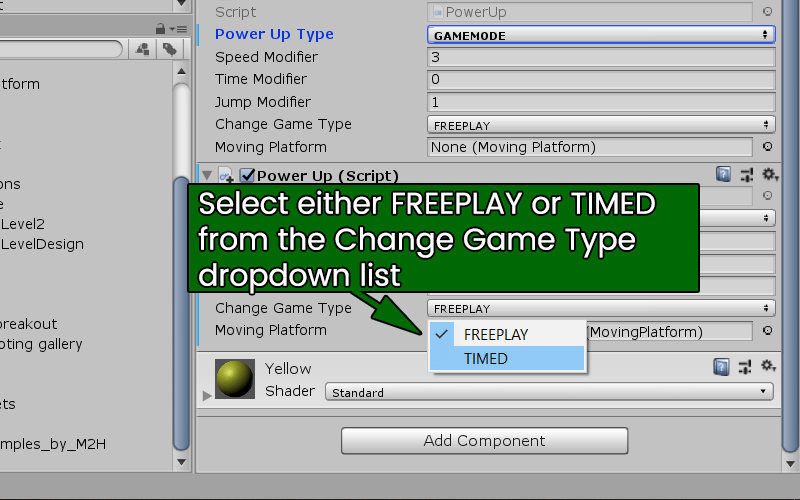 Script
PowerUp
Power Up Type
GAMEMODE
Speed Modifier
3
Time Modifier
0
Jump Modifier
1
Change Game Type
FREEPLAY
Moving Platform
None (Moving Platform)
Power Up (Script)
Select either FREEPLAY or TIMED
from the Change Game Type
dropdown list
Change Game Type
FREEPLAY
Moving Platform
(MovingPlatform)
FREEPLAY
TIMED
Yellow
Shader
Standard
Add Component
tform
ons
e
Level2
LevelDesign
reakout
oting gallery
ets
mples_by_M2H